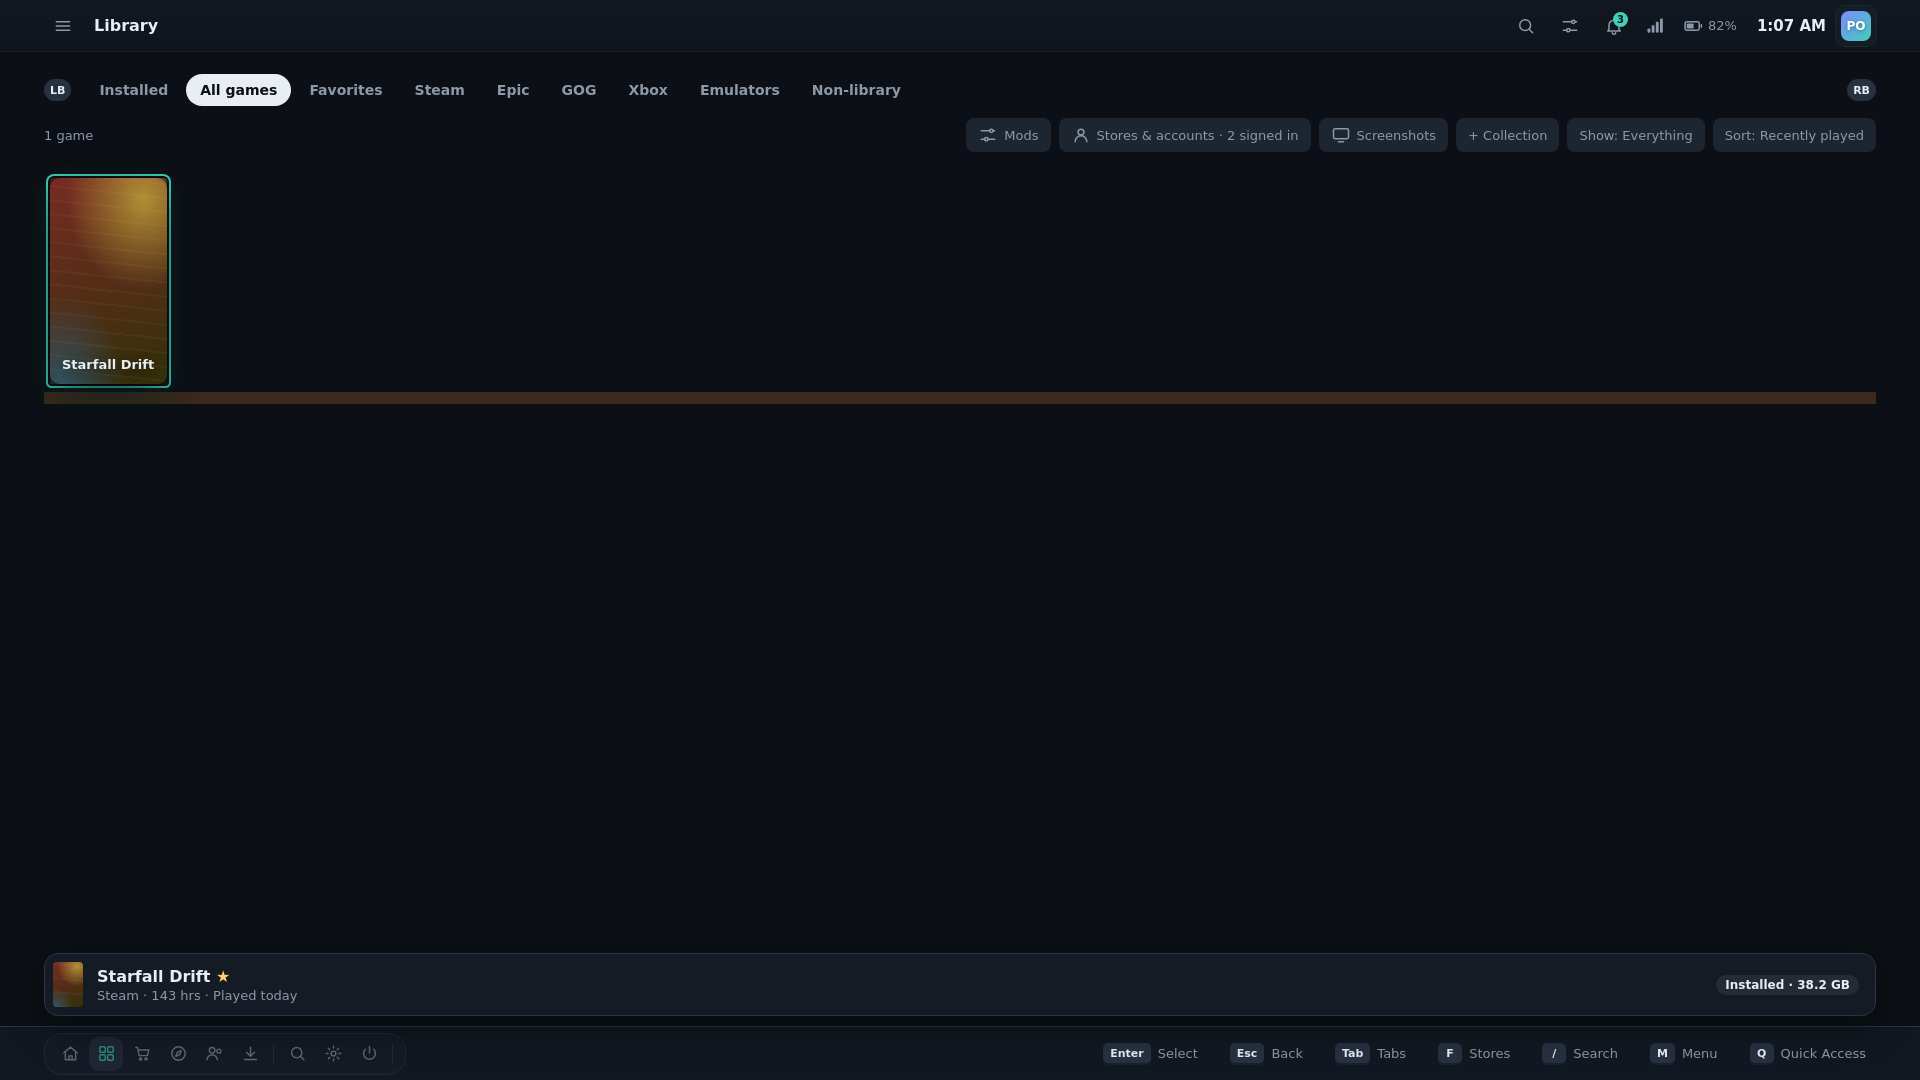 Library
3
82%
1:07 AM
PO
LB
Installed
All games
Favorites
Steam
Epic
GOG
Xbox
Emulators
Non-library
RB
1 game
Mods
Stores & accounts · 2 signed in
Screenshots
+ Collection
Show: Everything
Sort: Recently played
Starfall Drift
Starfall Drift ★
Steam · 143 hrs · Played today
Installed · 38.2 GB
Enter Select
Esc Back
Tab Tabs
F Stores
/ Search
M Menu
Q Quick Access